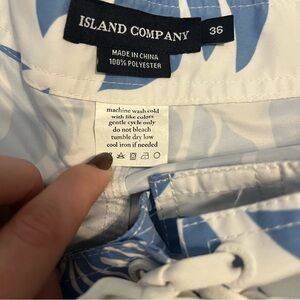 ISLAND COMPANY
36
MADE IN CHINA
100% POLYESTER
machine wash cold
with like colors
gentle cycle only
do not bleach
tumble dry low
cool iron if needed